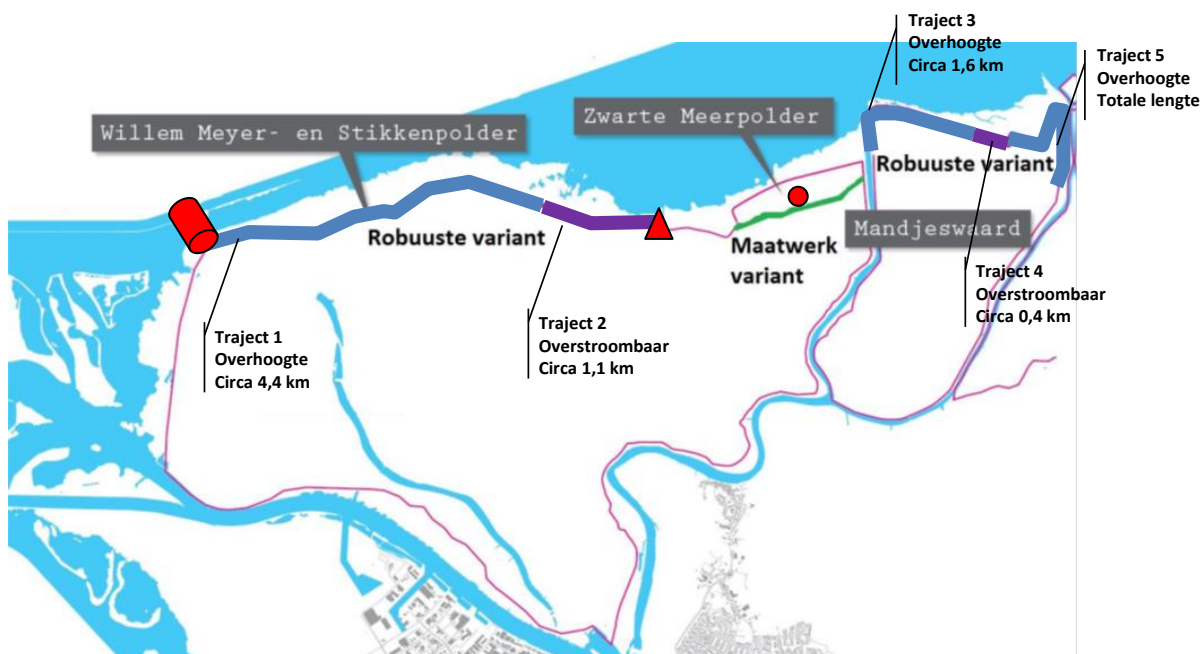 Traject 3
Overhoogte
Circa 1,6 km
Traject 5
Overhoogte
Totale lengte
Willem Meyer- en Stikkenpolder
Zwarte Meerpolder
Robuuste variant
Robuuste variant
Maatwerk
variant
Mandjeswaard
Traject 4
Overstroombaar
Circa 0,4 km
Traject 1
Overhoogte
Circa 4,4 km
Traject 2
Overstroombaar
Circa 1,1 km